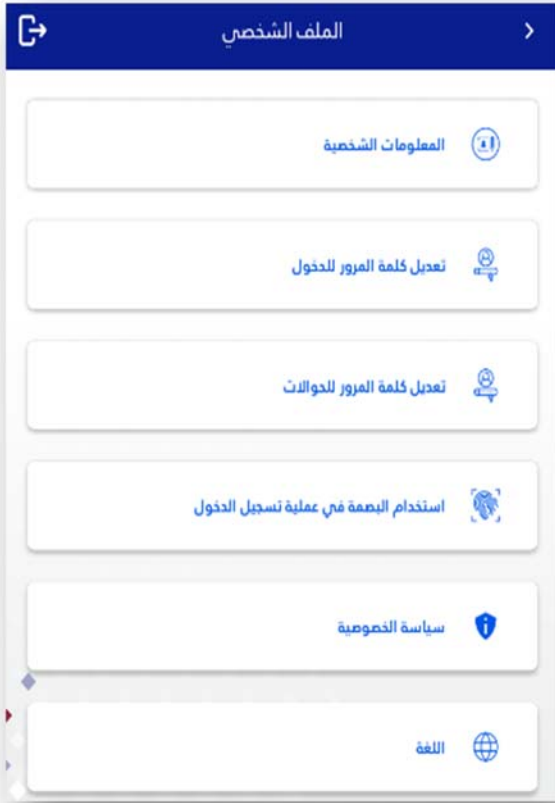 الملف الشخصي
المعلومات الشخصية
تعديل كلمة المرور للدخول
تعديل كلمة المرور للحوالات
استخدام البصمة في عملية تسجيل الدخول
سياسة الخصوصية
اللغة